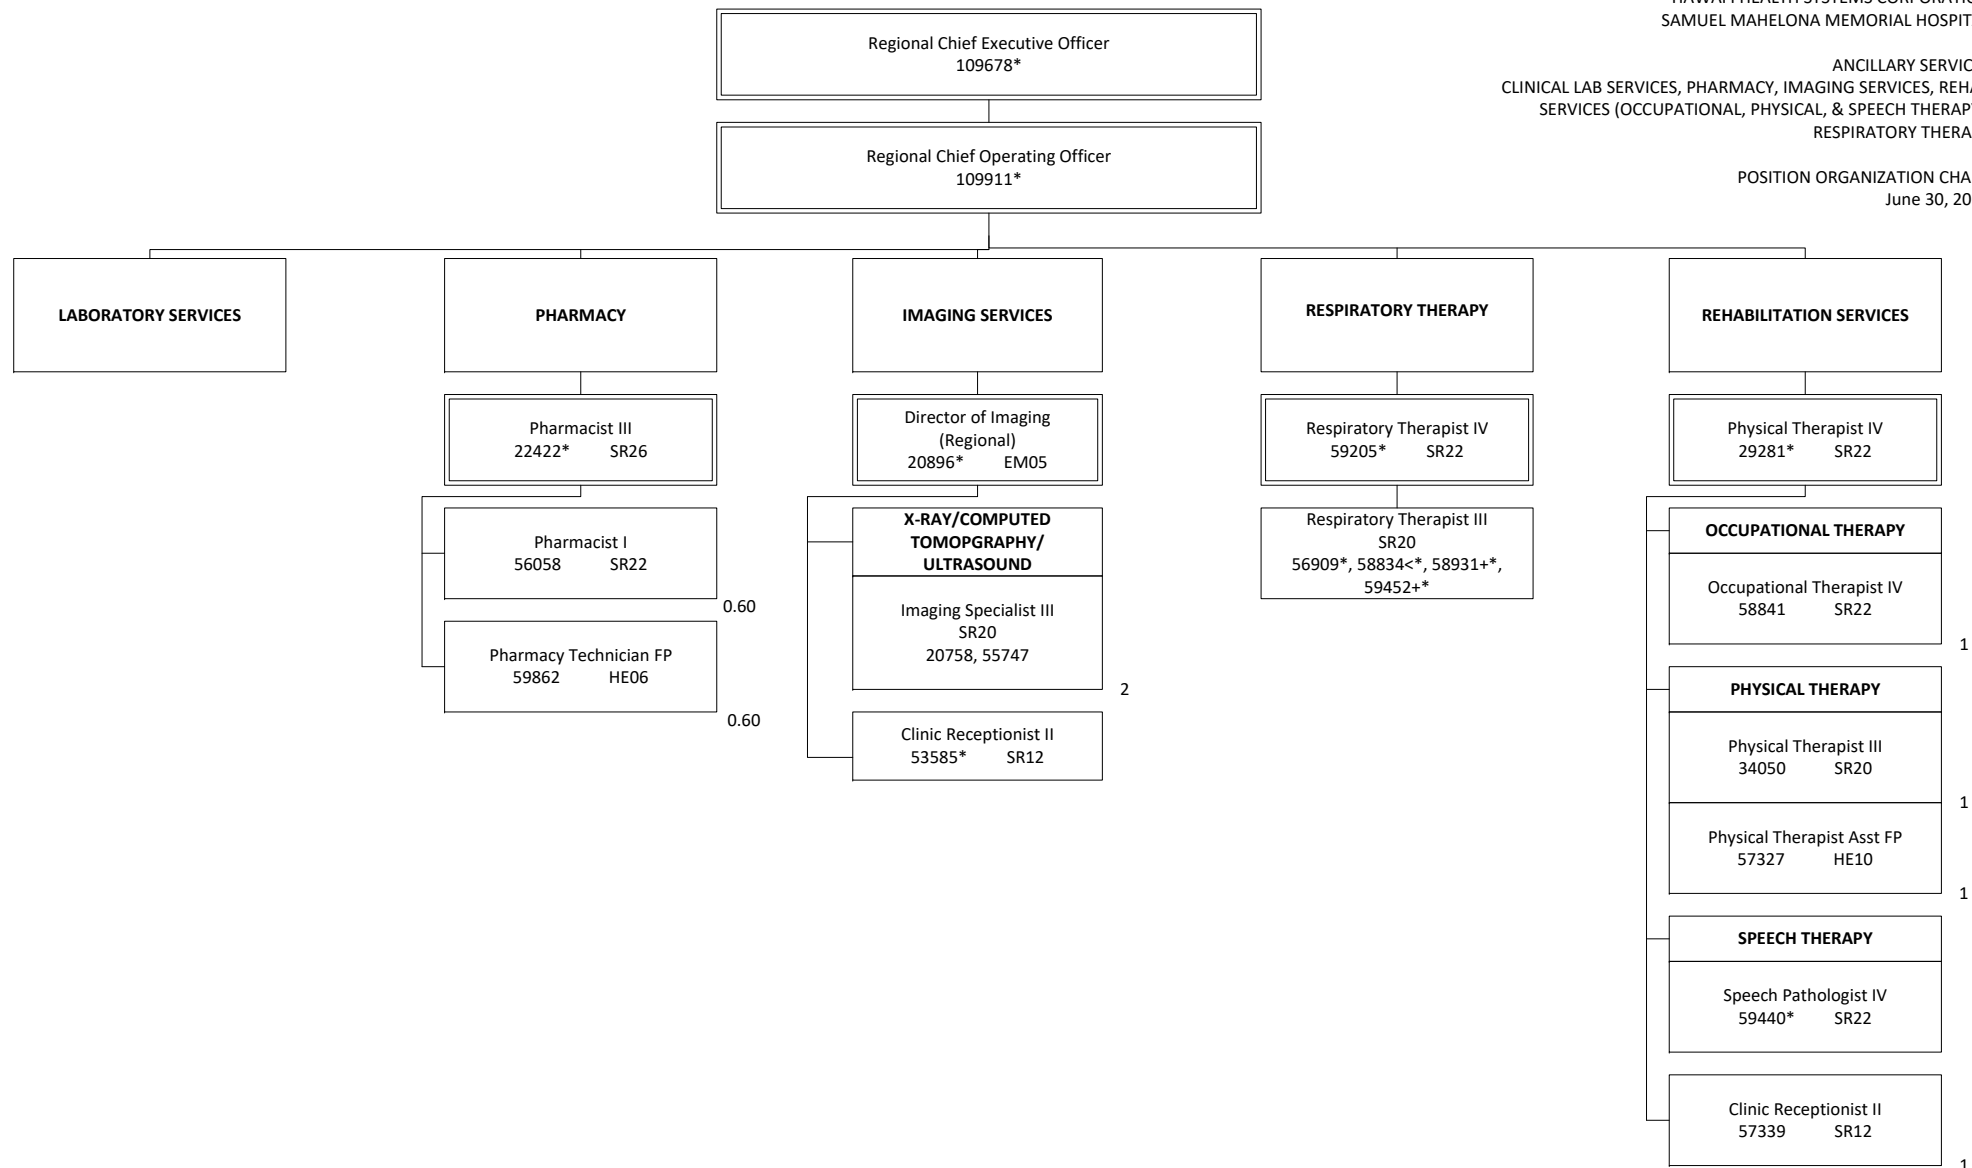 SAMUEL MAHELONA MEMORIAL HOSPIT
ANCILLARY SERVIC
CLINICAL LAB SERVICES, PHARMACY, IMAGING SERVICES, REHA
SERVICES (OCCUPATIONAL, PHYSICAL, & SPEECH THERAP
RESPIRATORY THERA
POSITION ORGANIZATION CHA
June 30, 20
Regional Chief Executive Officer
109678*
Regional Chief Operating Officer
109911*
LABORATORY SERVICES
PHARMACY
Pharmacist III
22422* SR26
Pharmacist I
56058 SR22
0.60
Pharmacy Technician FP
59862 HE06
0.60
IMAGING SERVICES
Director of Imaging
(Regional)
20896* EM05
X-RAY/COMPUTED
TOMOPGRAPHY/
ULTRASOUND
Imaging Specialist III
SR20
20758, 55747
2
Clinic Receptionist II
53585* SR12
RESPIRATORY THERAPY
Respiratory Therapist IV
59205* SR22
Respiratory Therapist III
SR20
56909*, 58834<*, 58931+*,
59452+*
REHABILITATION SERVICES
Physical Therapist IV
29281* SR22
OCCUPATIONAL THERAPY
Occupational Therapist IV
58841 SR22
1
PHYSICAL THERAPY
Physical Therapist III
34050 SR20
1
Physical Therapist Asst FP
57327 HE10
1
SPEECH THERAPY
Speech Pathologist IV
59440* SR22
Clinic Receptionist II
57339 SR12
1